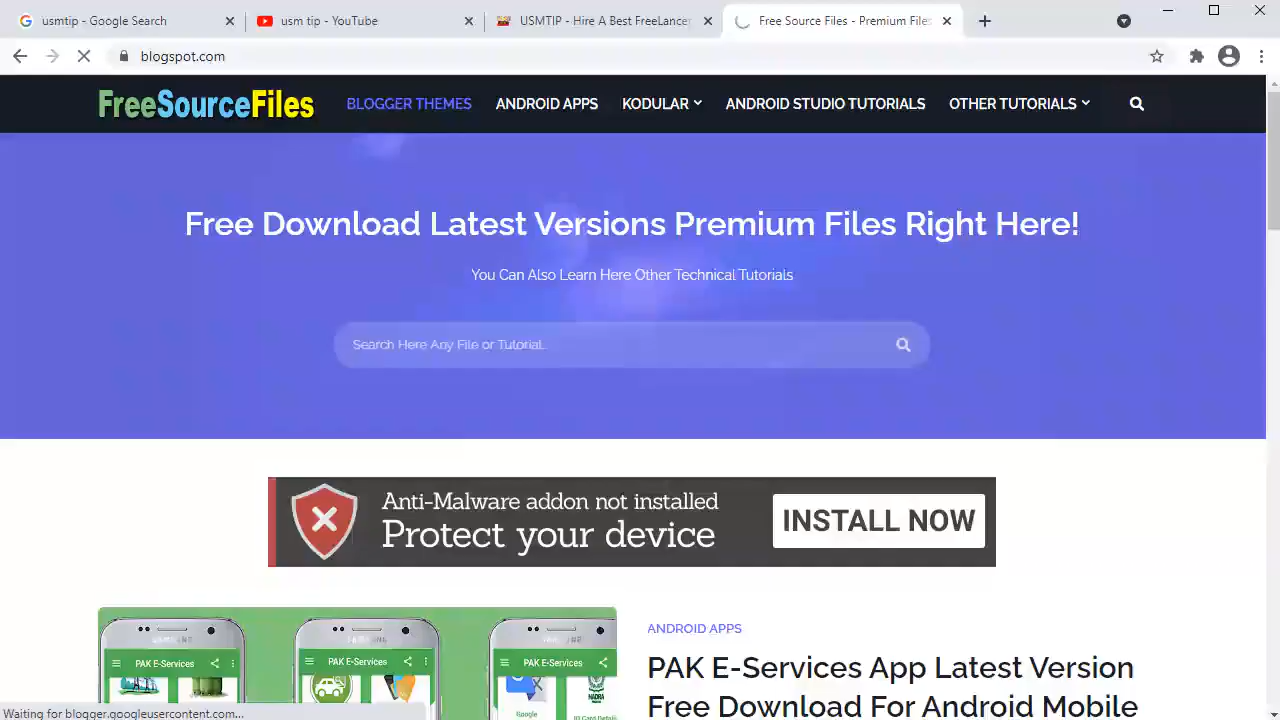 usmtip - Google Search
usm tip - YouTube
USMTIP - Hire A Best FreeLancer
Free Source Files - Premium Files
blogspot.com
FreeSourceFiles
BLOGGER THEMES
ANDROID APPS
KODULAR
ANDROID STUDIO TUTORIALS
OTHER TUTORIALS
Free Download Latest Versions Premium Files Right Here!
You Can Also Learn Here Other Technical Tutorials
Search Here Any File or Tutorial..
Anti-Malware addon not installed
Protect your device
INSTALL NOW
PAK E-Services
PAK E-Services
PAK E-Services
Google
NADRA
ANDROID APPS
PAK E-Services App Latest Version
Free Download For Android Mobile
Waiting for blogger.googleusercontent.com...